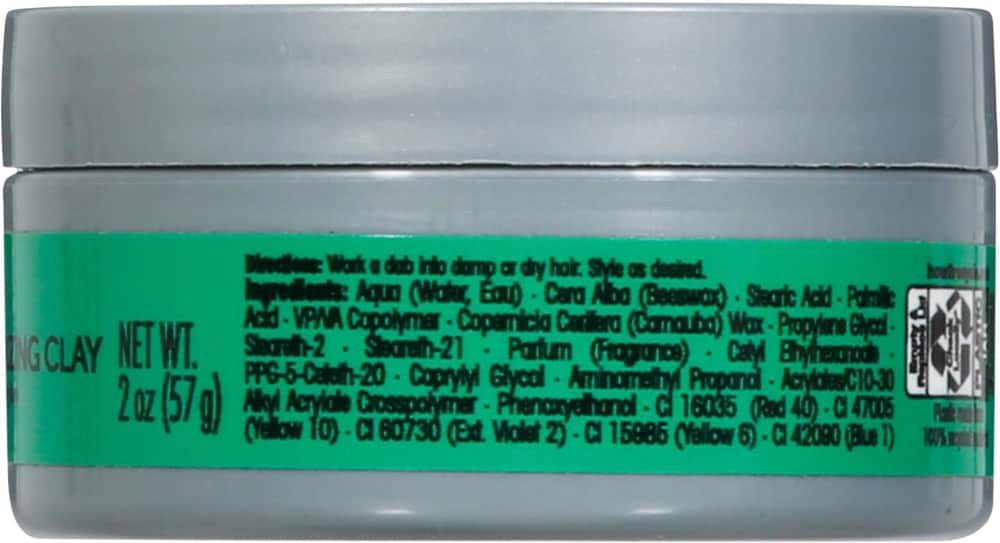 ZING CLAY
NET WT.
2 oz (57 g)
Directions: Work a dab into damp or dry hair. Style as desired.
Ingredients: Aqua (Water, Eau) · Cera Alba (Beeswax) · Stearic Acid · Palmitic
Acid · VP/VA Copolymer · Copernicia Cerifera (Carnauba) Wax · Propylene Glycol ·
Steareth-2 · Steareth-21 · Parfum (Fragrance) · Cetyl Ethylhexanoate ·
PPG-5-Ceteth-20 · Caprylyl Glycol · Aminomethyl Propanol · Acrylates/C10-30
Alkyl Acrylate Crosspolymer · Phenoxyethanol · CI 16035 (Red 40) · CI 47005
(Yellow 10) · CI 60730 (Ext. Violet 2) · CI 15985 (Yellow 6) · CI 42090 (Blue 1)
how2recycle
PLASTIC
JAR
100%